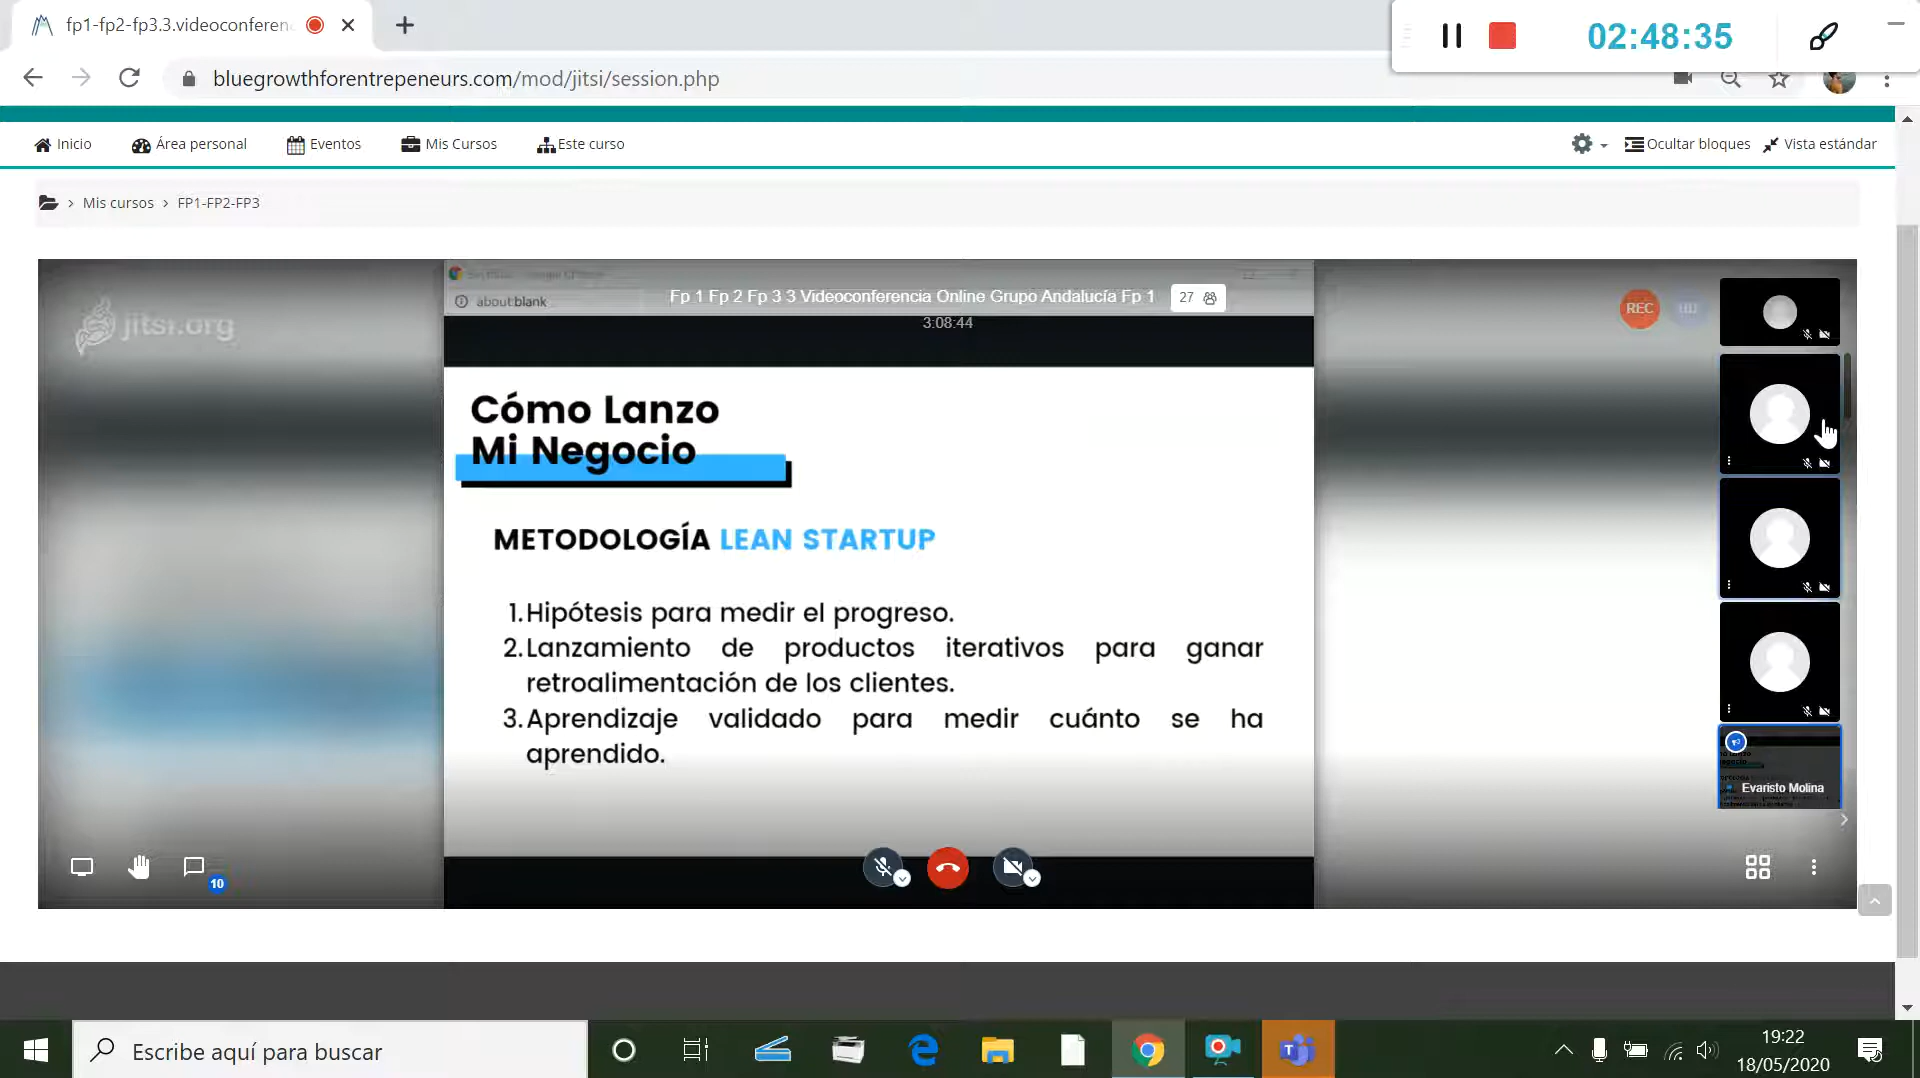 fp1-fp2-fp3.3.videoconferenc
02:48:35
bluegrowthforentrepeneurs.com/mod/jitsi/session.php
Inicio
Área personal
Eventos
Mis Cursos
Este curso
Ocultar bloques
Vista estándar
Mis cursos
FP1-FP2-FP3
jitsi.org
about:blank
Fp 1 Fp 2 Fp 3 3 Videoconferencia Online Grupo Andalucía Fp 1
27
3:08:44
REC
Cómo Lanzo
Mi Negocio
METODOLOGÍA LEAN STARTUP
1. Hipótesis para medir el progreso.
2. Lanzamiento de productos iterativos para ganar
retroalimentación de los clientes.
3. Aprendizaje validado para medir cuánto se ha
aprendido.
Evaristo Molina
10
Escribe aquí para buscar
19:22
18/05/2020